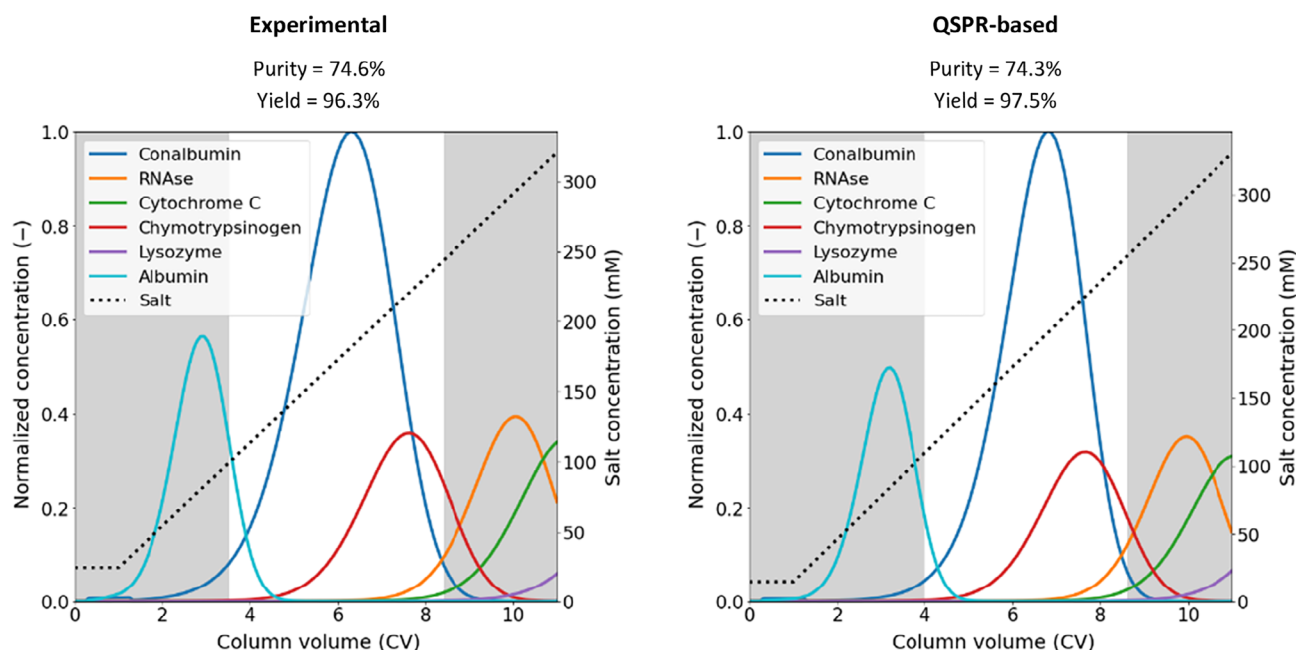 Experimental
Purity = 74.6%
Yield = 96.3%
1.0
0.8
0.6
0.4
0.2
0.0
Normalized concentration (−)
Conalbumin
RNAse
Cytochrome C
Chymotrypsinogen
Lysozyme
Albumin
Salt
300
250
200
150
100
50
0
Salt concentration (mM)
0 2 4 6 8 10
Column volume (CV)
QSPR-based
Purity = 74.3%
Yield = 97.5%
1.0
0.8
0.6
0.4
0.2
0.0
Normalized concentration (−)
Conalbumin
RNAse
Cytochrome C
Chymotrypsinogen
Lysozyme
Albumin
Salt
300
250
200
150
100
50
0
Salt concentration (mM)
0 2 4 6 8 10
Column volume (CV)